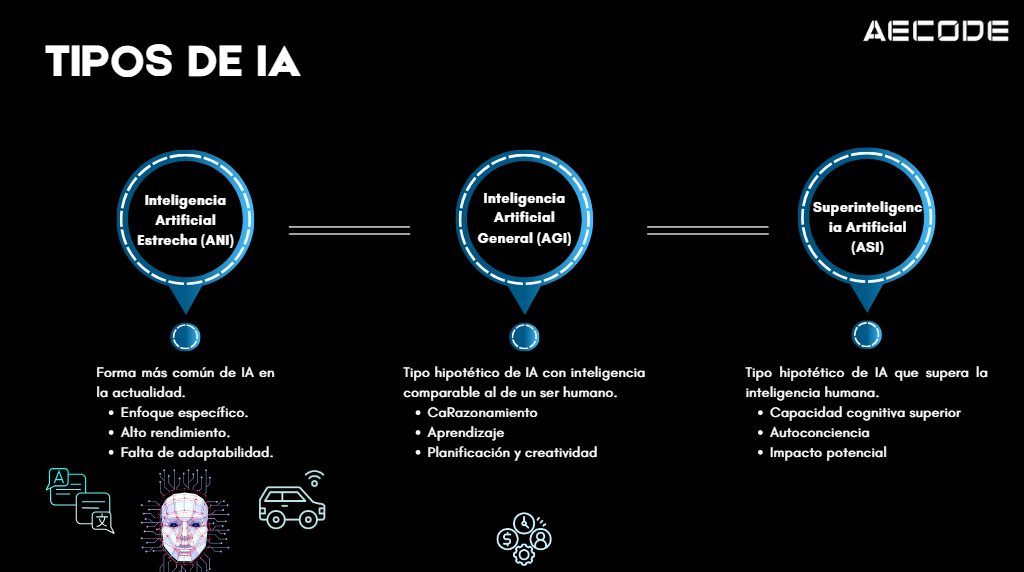 AECODE
TIPOS DE IA
Inteligencia
Artificial
Estrecha (ANI)
Inteligencia
Artificial
General (AGI)
Superinteligenc
ia Artificial
(ASI)
Forma más común de IA en
la actualidad.
• Enfoque específico.
• Alto rendimiento.
• Falta de adaptabilidad.
Tipo hipotético de IA con inteligencia
comparable al de un ser humano.
• CaRazonamiento
• Aprendizaje
• Planificación y creatividad
Tipo hipotético de IA que supera la
inteligencia humana.
• Capacidad cognitiva superior
• Autoconciencia
• Impacto potencial
A
文
$